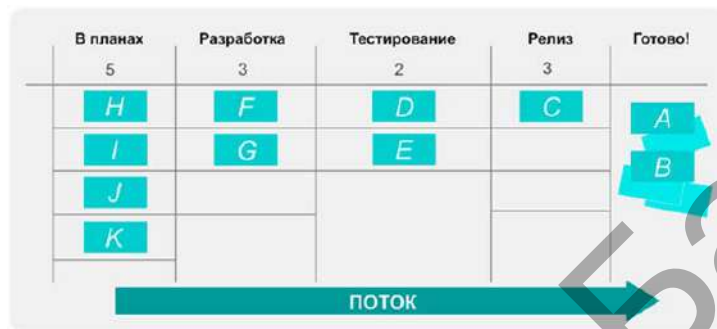 В планах Разработка Тестирование Релиз Готово!
5 3 2 3
H F D C A
I G E B
J
K
ПОТОК